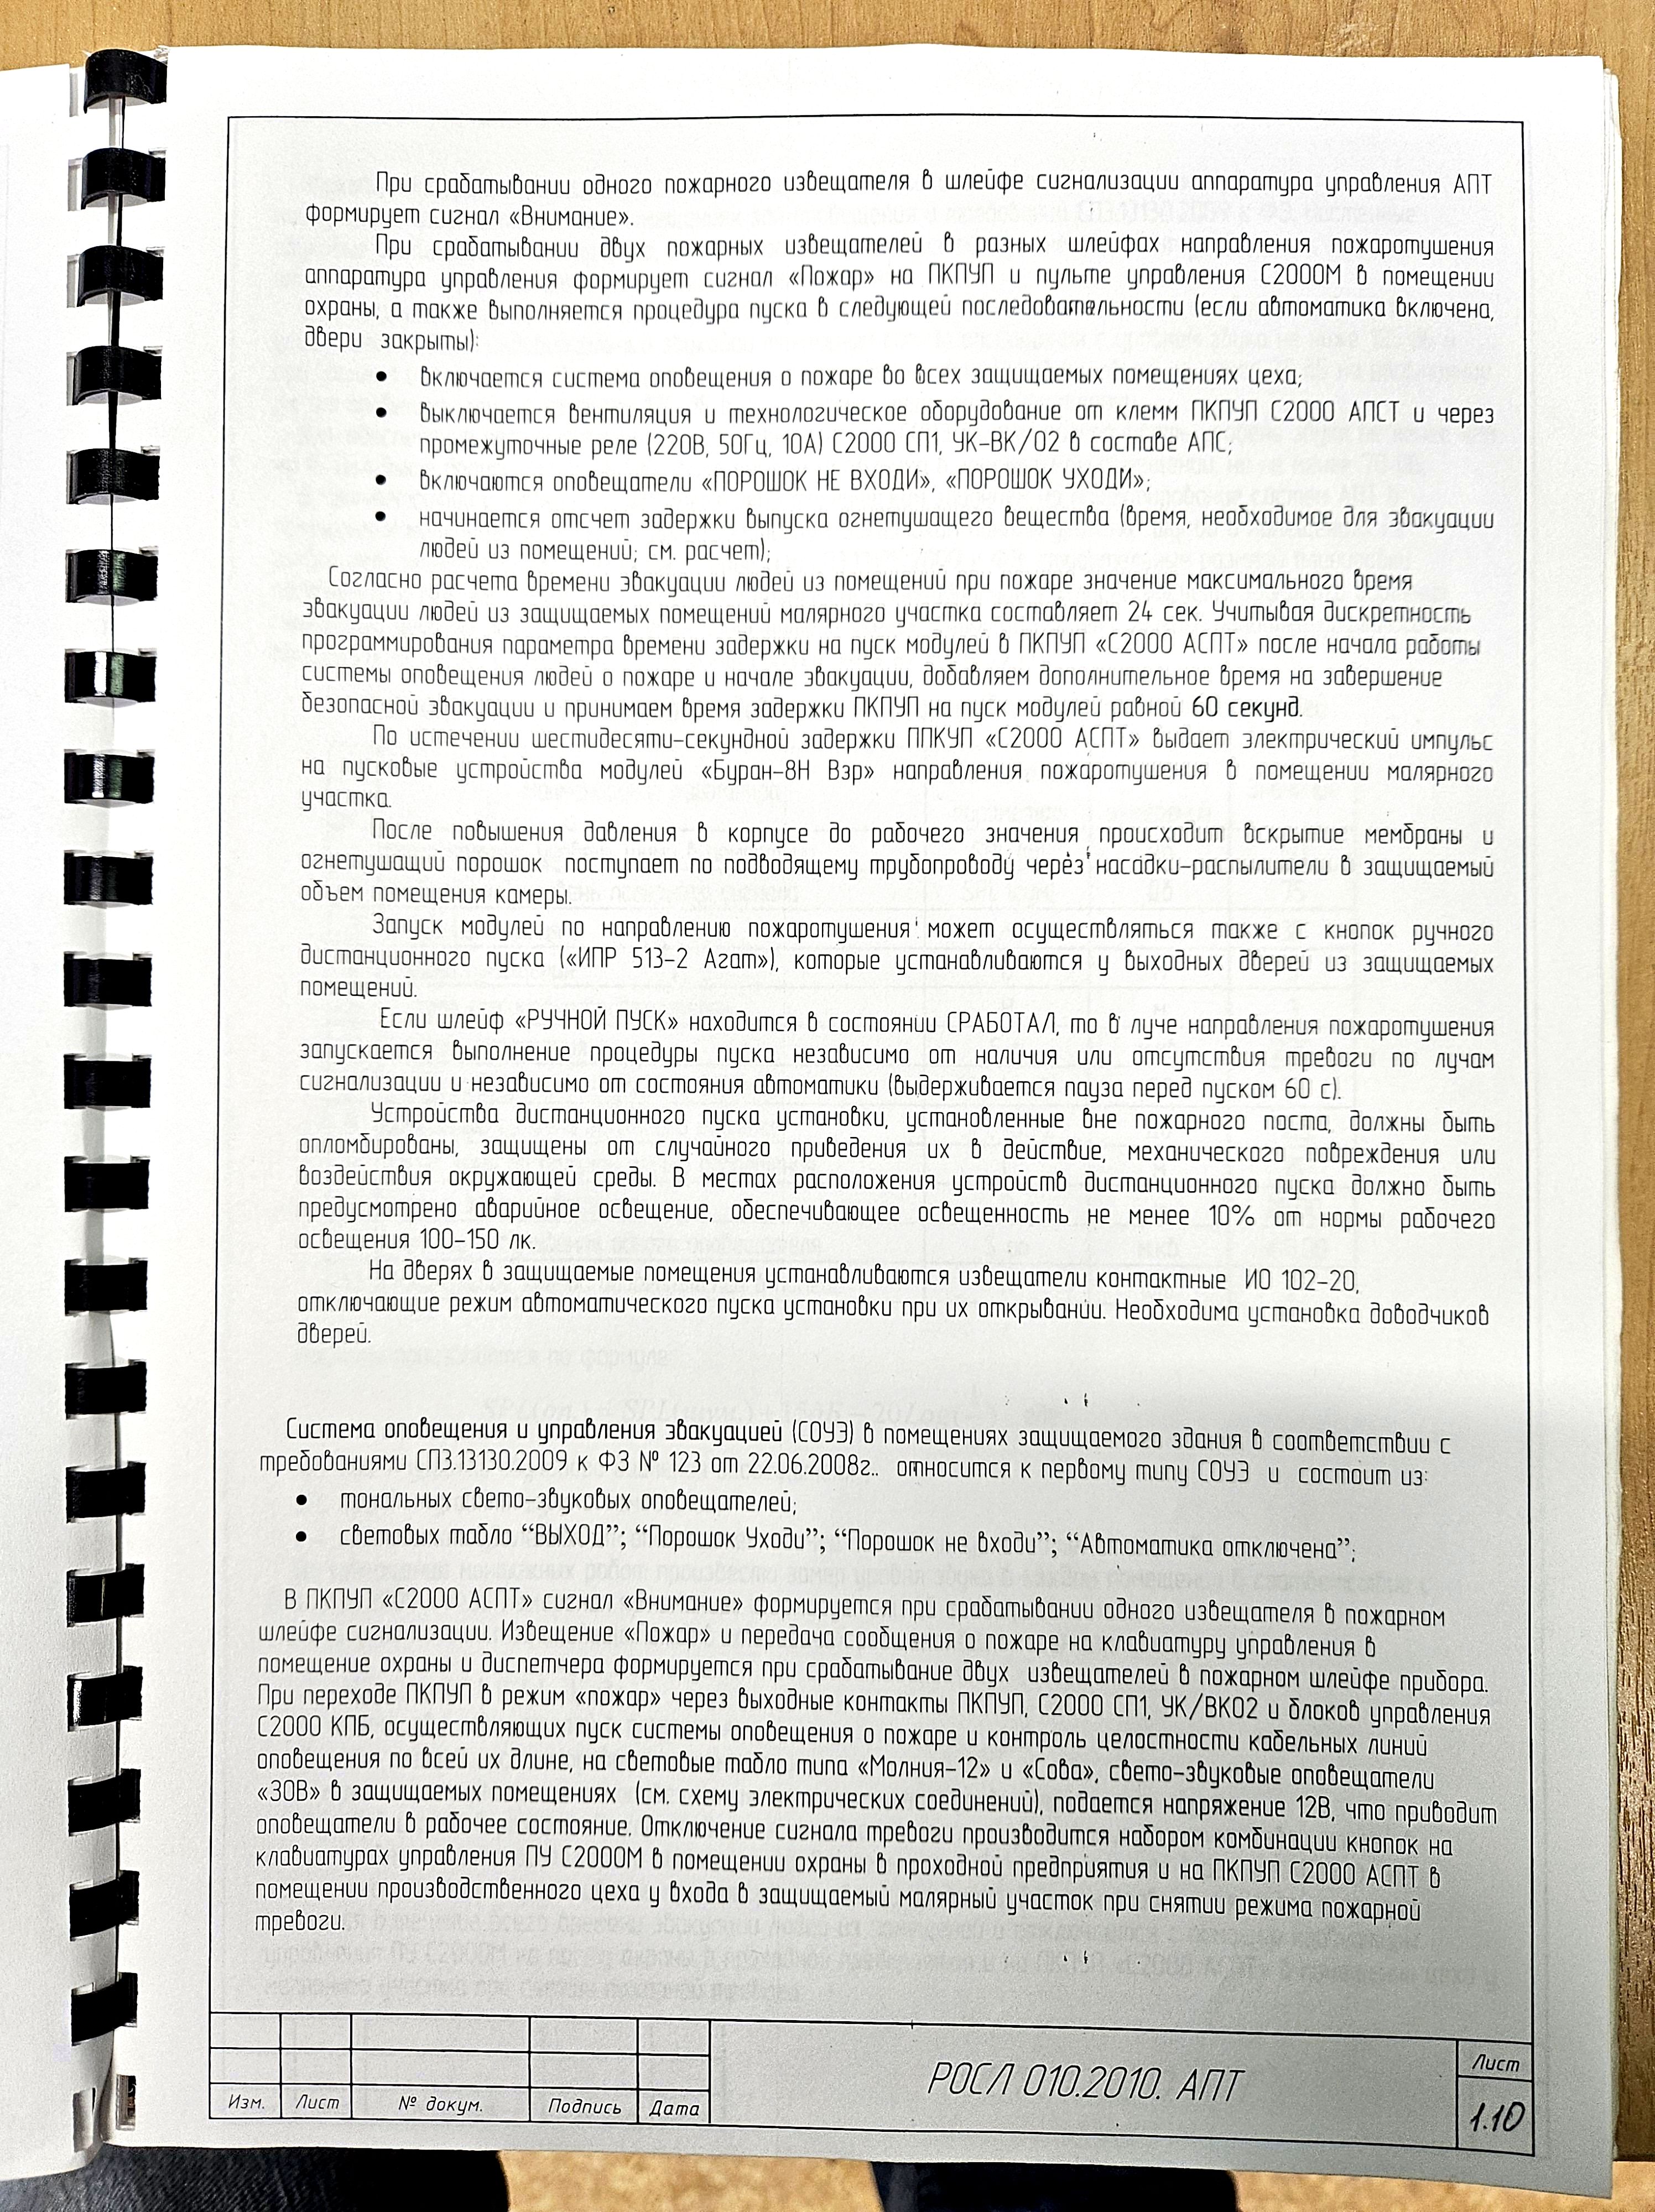 При срабатывании одного пожарного извещателя в шлейфе сигнализации аппаратура управления АПТ
формирует сигнал «Внимание».
При срабатывании двух пожарных извещателей в разных шлейфах направления пожаротушения
аппаратура управления формирует сигнал «Пожар» на ПКПУП и пульте управления С2000М в помещении
охраны, а также выполняется процедура пуска в следующей последовательности (если автоматика включена,
двери закрыты):
• включается система оповещения о пожаре во всех защищаемых помещениях цеха;
• выключается вентиляция и технологическое оборудование от клемм ПКПУП С2000 АПСТ и через
промежуточные реле (220В, 50Гц, 10А) С2000 СП1, УК-ВК/02 в составе АПС;
• включаются оповещатели «ПОРОШОК НЕ ВХОДИ», «ПОРОШОК УХОДИ»;
• начинается отсчет задержки выпуска огнетушащего вещества (время, необходимое для эвакуации
людей из помещений; см. расчет);
Согласно расчета времени эвакуации людей из помещений при пожаре значение максимального время
эвакуации людей из защищаемых помещений малярного участка составляет 24 сек. Учитывая дискретность
программирования параметра времени задержки на пуск модулей в ПКПУП «С2000 АСПТ» после начала работы
системы оповещения людей о пожаре и начале эвакуации, добавляем дополнительное время на завершение
безопасной эвакуации и принимаем время задержки ПКПУП на пуск модулей равной 60 секунд.
По истечении шестидесяти-секундной задержки ППКУП «С2000 АСПТ» выдает электрический импульс
на пусковые устройства модулей «Буран-8Н Взр» направления пожаротушения в помещении малярного
участка.
После повышения давления в корпусе до рабочего значения происходит вскрытие мембраны и
огнетушащий порошок поступает по подводящему трубопроводу через насадки-распылители в защищаемый
объем помещения камеры.
Запуск модулей по направлению пожаротушения может осуществляться также с кнопок ручного
дистанционного пуска («ИПР 513-2 Агат»), которые устанавливаются у выходных дверей из защищаемых
помещений.
Если шлейф «РУЧНОЙ ПУСК» находится в состоянии СРАБОТАЛ, то в луче направления пожаротушения
запускается выполнение процедуры пуска независимо от наличия или отсутствия тревоги по лучам
сигнализации и независимо от состояния автоматики (выдерживается пауза перед пуском 60 с).
Устройства дистанционного пуска установки, установленные вне пожарного поста, должны быть
опломбированы, защищены от случайного приведения их в действие, механического повреждения или
воздействия окружающей среды. В местах расположения устройств дистанционного пуска должно быть
предусмотрено аварийное освещение, обеспечивающее освещенность не менее 10% от нормы рабочего
освещения 100-150 лк.
На дверях в защищаемые помещения устанавливаются извещатели контактные ИО 102-20,
отключающие режим автоматического пуска установки при их открывании. Необходима установка доводчиков
дверей.
Система оповещения и управления эвакуацией (СОУЭ) в помещениях защищаемого здания в соответствии с
требованиями СП3.13130.2009 к ФЗ № 123 от 22.06.2008г.. относится к первому типу СОУЭ и состоит из:
• тональных свето-звуковых оповещателей;
• световых табло “ВЫХОД”; “Порошок Уходи”; “Порошок не входи”; “Автоматика отключена”;
В ПКПУП «С2000 АСПТ» сигнал «Внимание» формируется при срабатывании одного извещателя в пожарном
шлейфе сигнализации. Извещение «Пожар» и передача сообщения о пожаре на клавиатуру управления в
помещение охраны и диспетчера формируется при срабатывание двух извещателей в пожарном шлейфе прибора.
При переходе ПКПУП в режим «пожар» через выходные контакты ПКПУП, С2000 СП1, УК/ВК02 и блоков управления
С2000 КПБ, осуществляющих пуск системы оповещения о пожаре и контроль целостности кабельных линий
оповещения по всей их длине, на световые табло типа «Молния-12» и «Сова», свето-звуковые оповещатели
«ЗОВ» в защищаемых помещениях (см. схему электрических соединений), подается напряжение 12В, что приводит
оповещатели в рабочее состояние. Отключение сигнала тревоги производится набором комбинации кнопок на
клавиатурах управления ПУ С2000М в помещении охраны в проходной предприятия и на ПКПУП С2000 АСПТ в
помещении производственного цеха у входа в защищаемый малярный участок при снятии режима пожарной
тревоги.
Изм. Лист № докум. Подпись Дата
РОСЛ 010.2010. АПТ
Лист
1.10